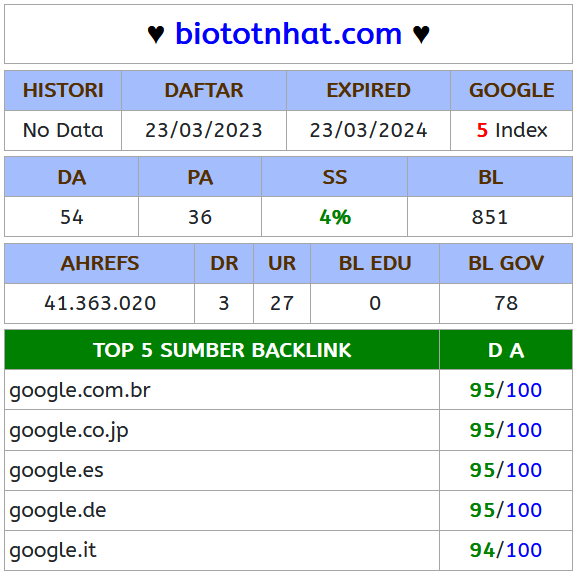 ♥ biototnhat.com ♥
HISTORI DAFTAR EXPIRED GOOGLE
No Data 23/03/2023 23/03/2024 5 Index
DA PA SS BL
54 36 4% 851
AHREFS DR UR BL EDU BL GOV
41.363.020 3 27 0 78
TOP 5 SUMBER BACKLINK D A
google.com.br 95/100
google.co.jp 95/100
google.es 95/100
google.de 95/100
google.it 94/100